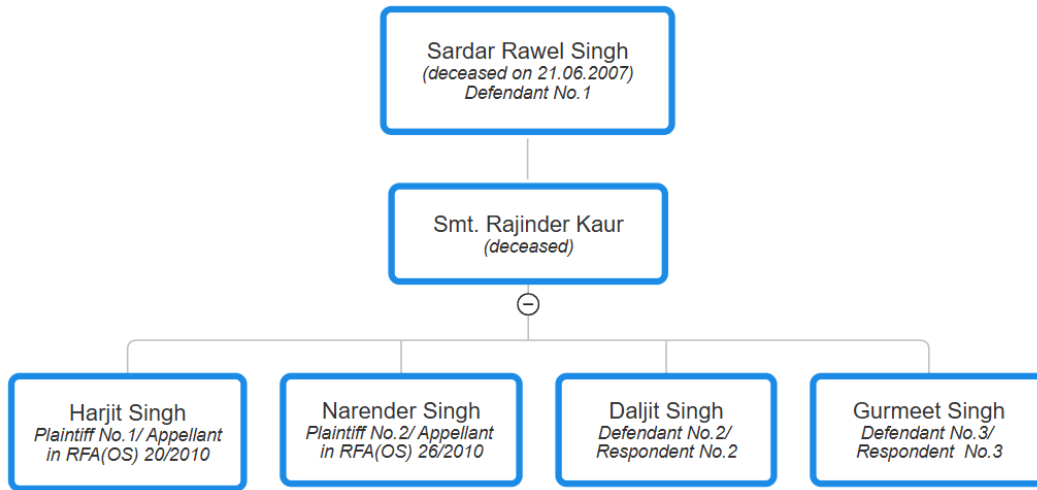 Sardar Rawel Singh
(deceased on 21.06.2007)
Defendant No.1
Smt. Rajinder Kaur
(deceased)
Harjit Singh
Plaintiff No.1/ Appellant
in RFA(OS) 20/2010
Narender Singh
Plaintiff No.2/ Appellant
in RFA(OS) 26/2010
Daljit Singh
Defendant No.2/
Respondent No.2
Gurmeet Singh
Defendant No.3/
Respondent No.3